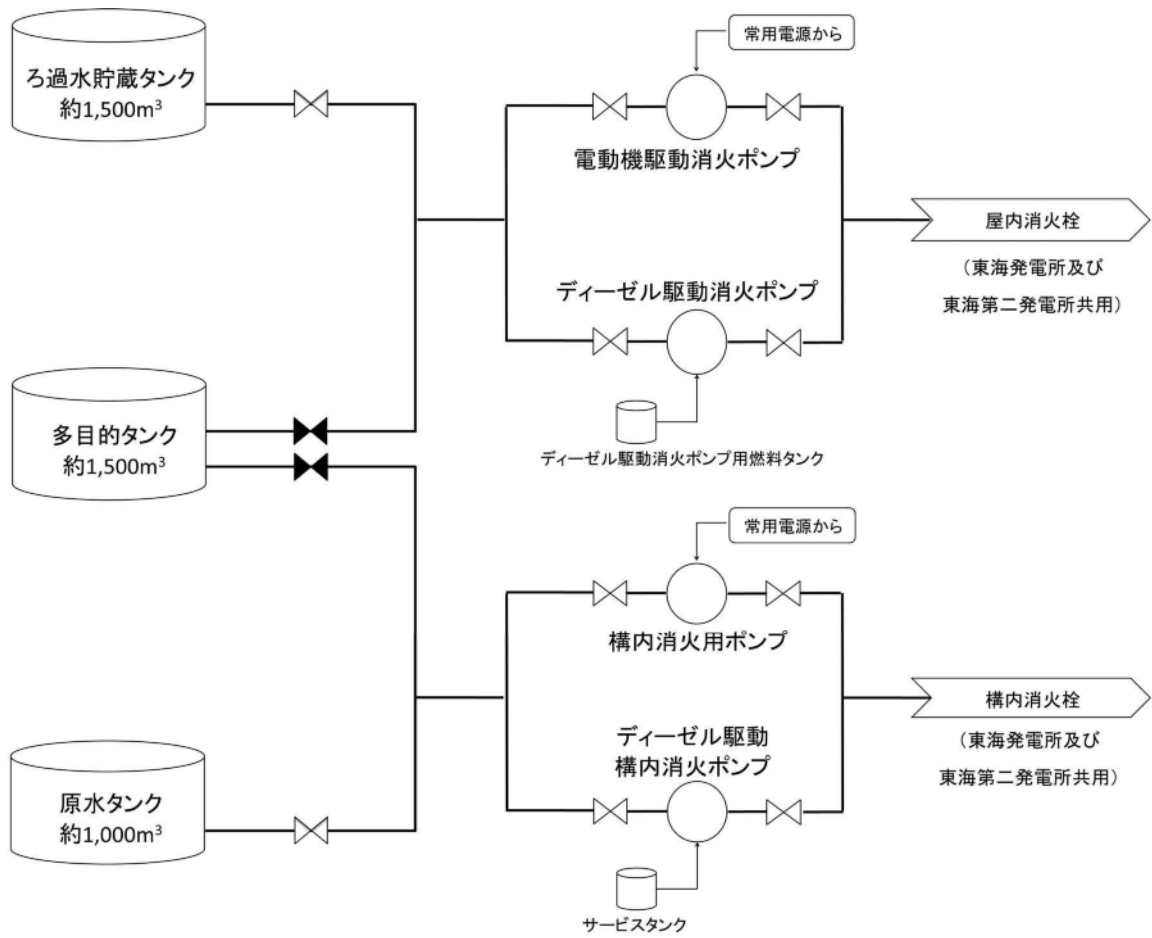 常用電源から
ろ過水貯蔵タンク
約1,500m³
電動機駆動消火ポンプ
屋内消火栓
（東海発電所及び
東海第二発電所共用）
ディーゼル駆動消火ポンプ
多目的タンク
約1,500m³
ディーゼル駆動消火ポンプ用燃料タンク
常用電源から
構内消火用ポンプ
構内消火栓
（東海発電所及び
東海第二発電所共用）
ディーゼル駆動
構内消火ポンプ
原水タンク
約1,000m³
サービスタンク